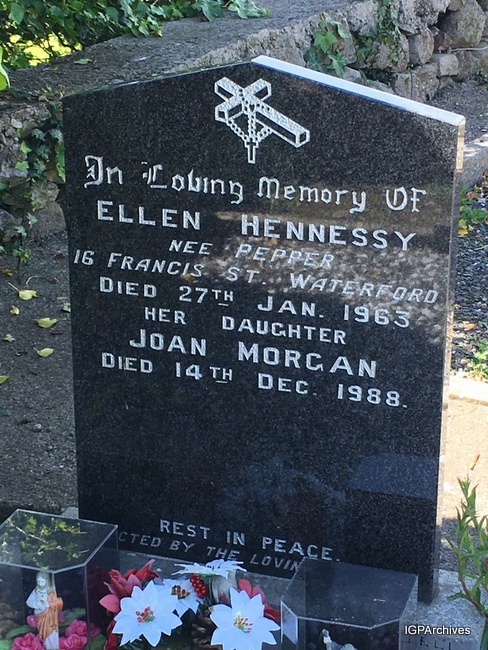 In Loving Memory Of
ELLEN HENNESSY
NEE PEPPER
16 FRANCIS ST. WATERFORD
DIED 27TH JAN. 1963
HER DAUGHTER
JOAN MORGAN
DIED 14TH DEC. 1988.
REST IN PEACE.
CTED BY THE LOVIN
IGPArchives